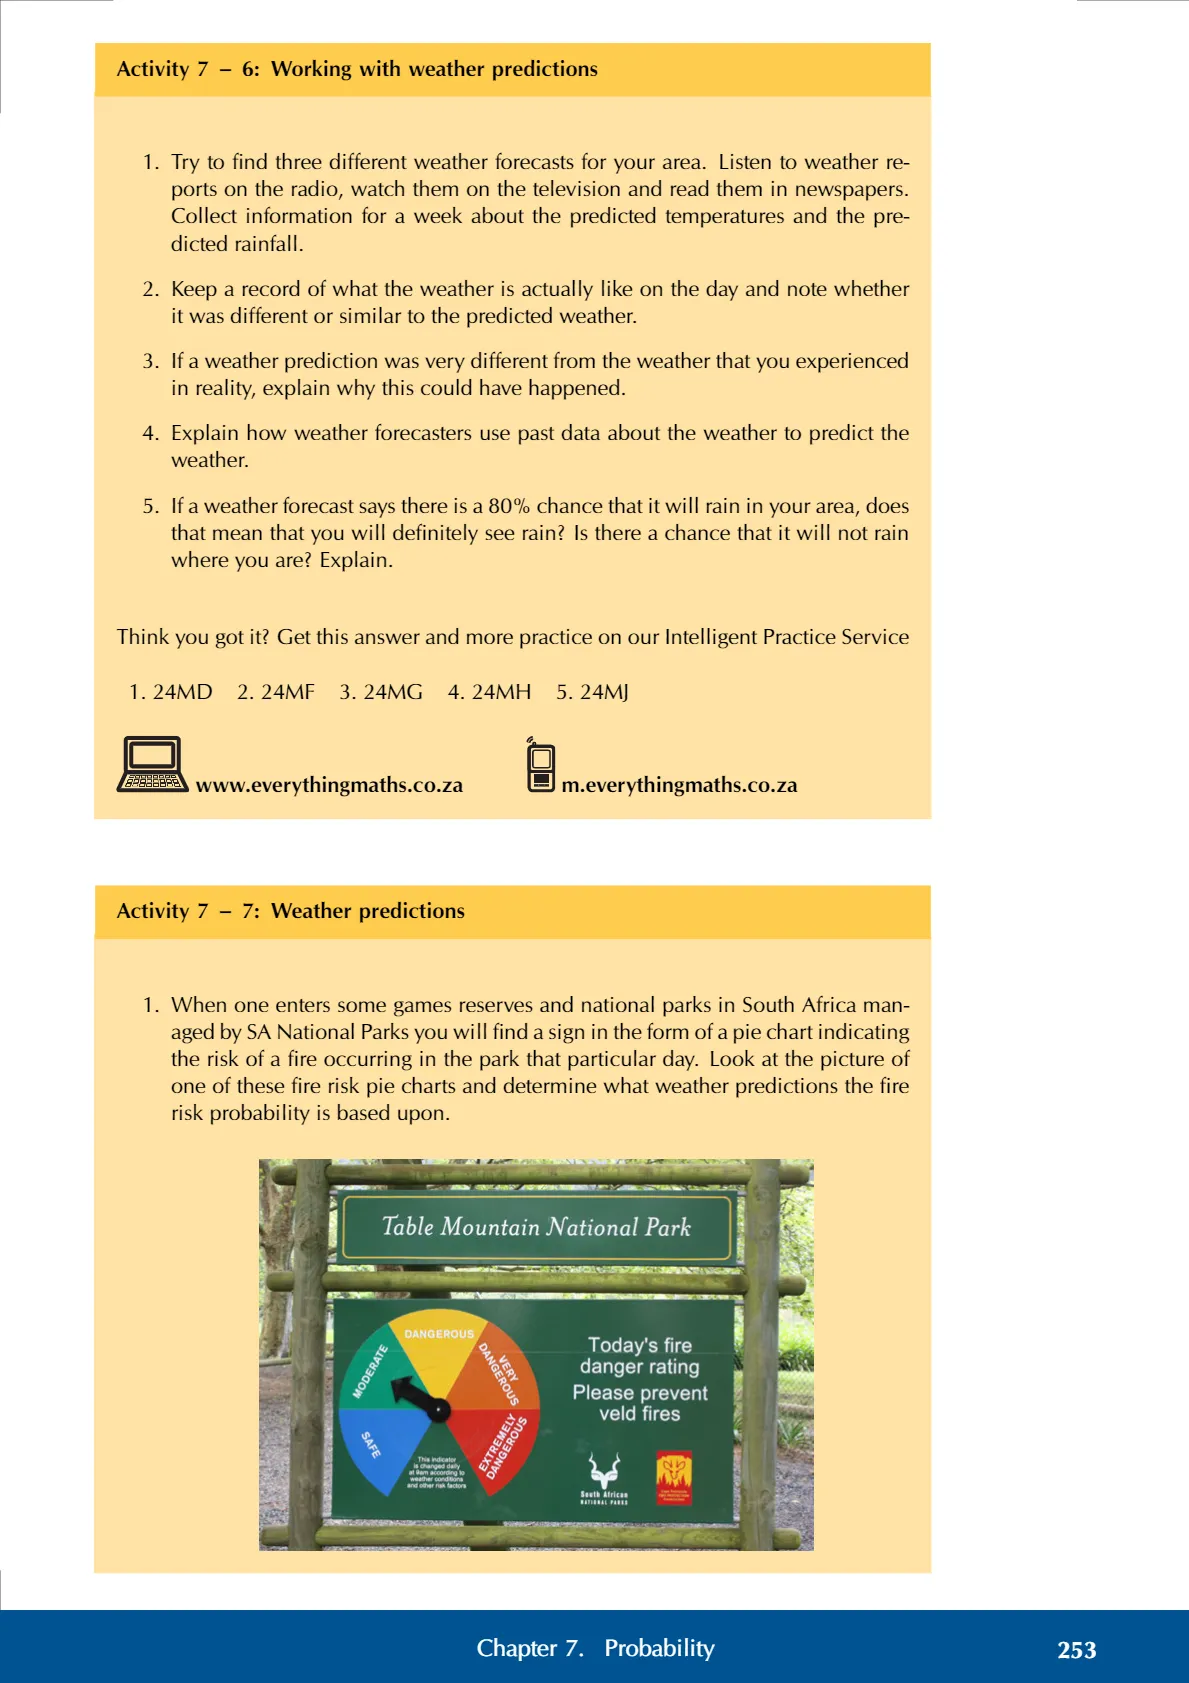 Activity 7 – 6: Working with weather predictions
1. Try to find three different weather forecasts for your area. Listen to weather re-
ports on the radio, watch them on the television and read them in newspapers.
Collect information for a week about the predicted temperatures and the pre-
dicted rainfall.
2. Keep a record of what the weather is actually like on the day and note whether
it was different or similar to the predicted weather.
3. If a weather prediction was very different from the weather that you experienced
in reality, explain why this could have happened.
4. Explain how weather forecasters use past data about the weather to predict the
weather.
5. If a weather forecast says there is a 80% chance that it will rain in your area, does
that mean that you will definitely see rain? Is there a chance that it will not rain
where you are? Explain.
Think you got it? Get this answer and more practice on our Intelligent Practice Service
1. 24MD 2. 24MF 3. 24MG 4. 24MH 5. 24MJ
www.everythingmaths.co.za m.everythingmaths.co.za
Activity 7 – 7: Weather predictions
1. When one enters some games reserves and national parks in South Africa man-
aged by SA National Parks you will find a sign in the form of a pie chart indicating
the risk of a fire occurring in the park that particular day. Look at the picture of
one of these fire risk pie charts and determine what weather predictions the fire
risk probability is based upon.
Table Mountain National Park
SAFE
MODERATE
DANGEROUS
VERY
DANGEROUS
EXTREMELY
DANGEROUS
This indicator
is changed daily
at 9am according to
weather conditions
and other risk factors
Today's fire
danger rating
Please prevent
veld fires
South African
NATIONAL PARKS
Chapter 7. Probability
253